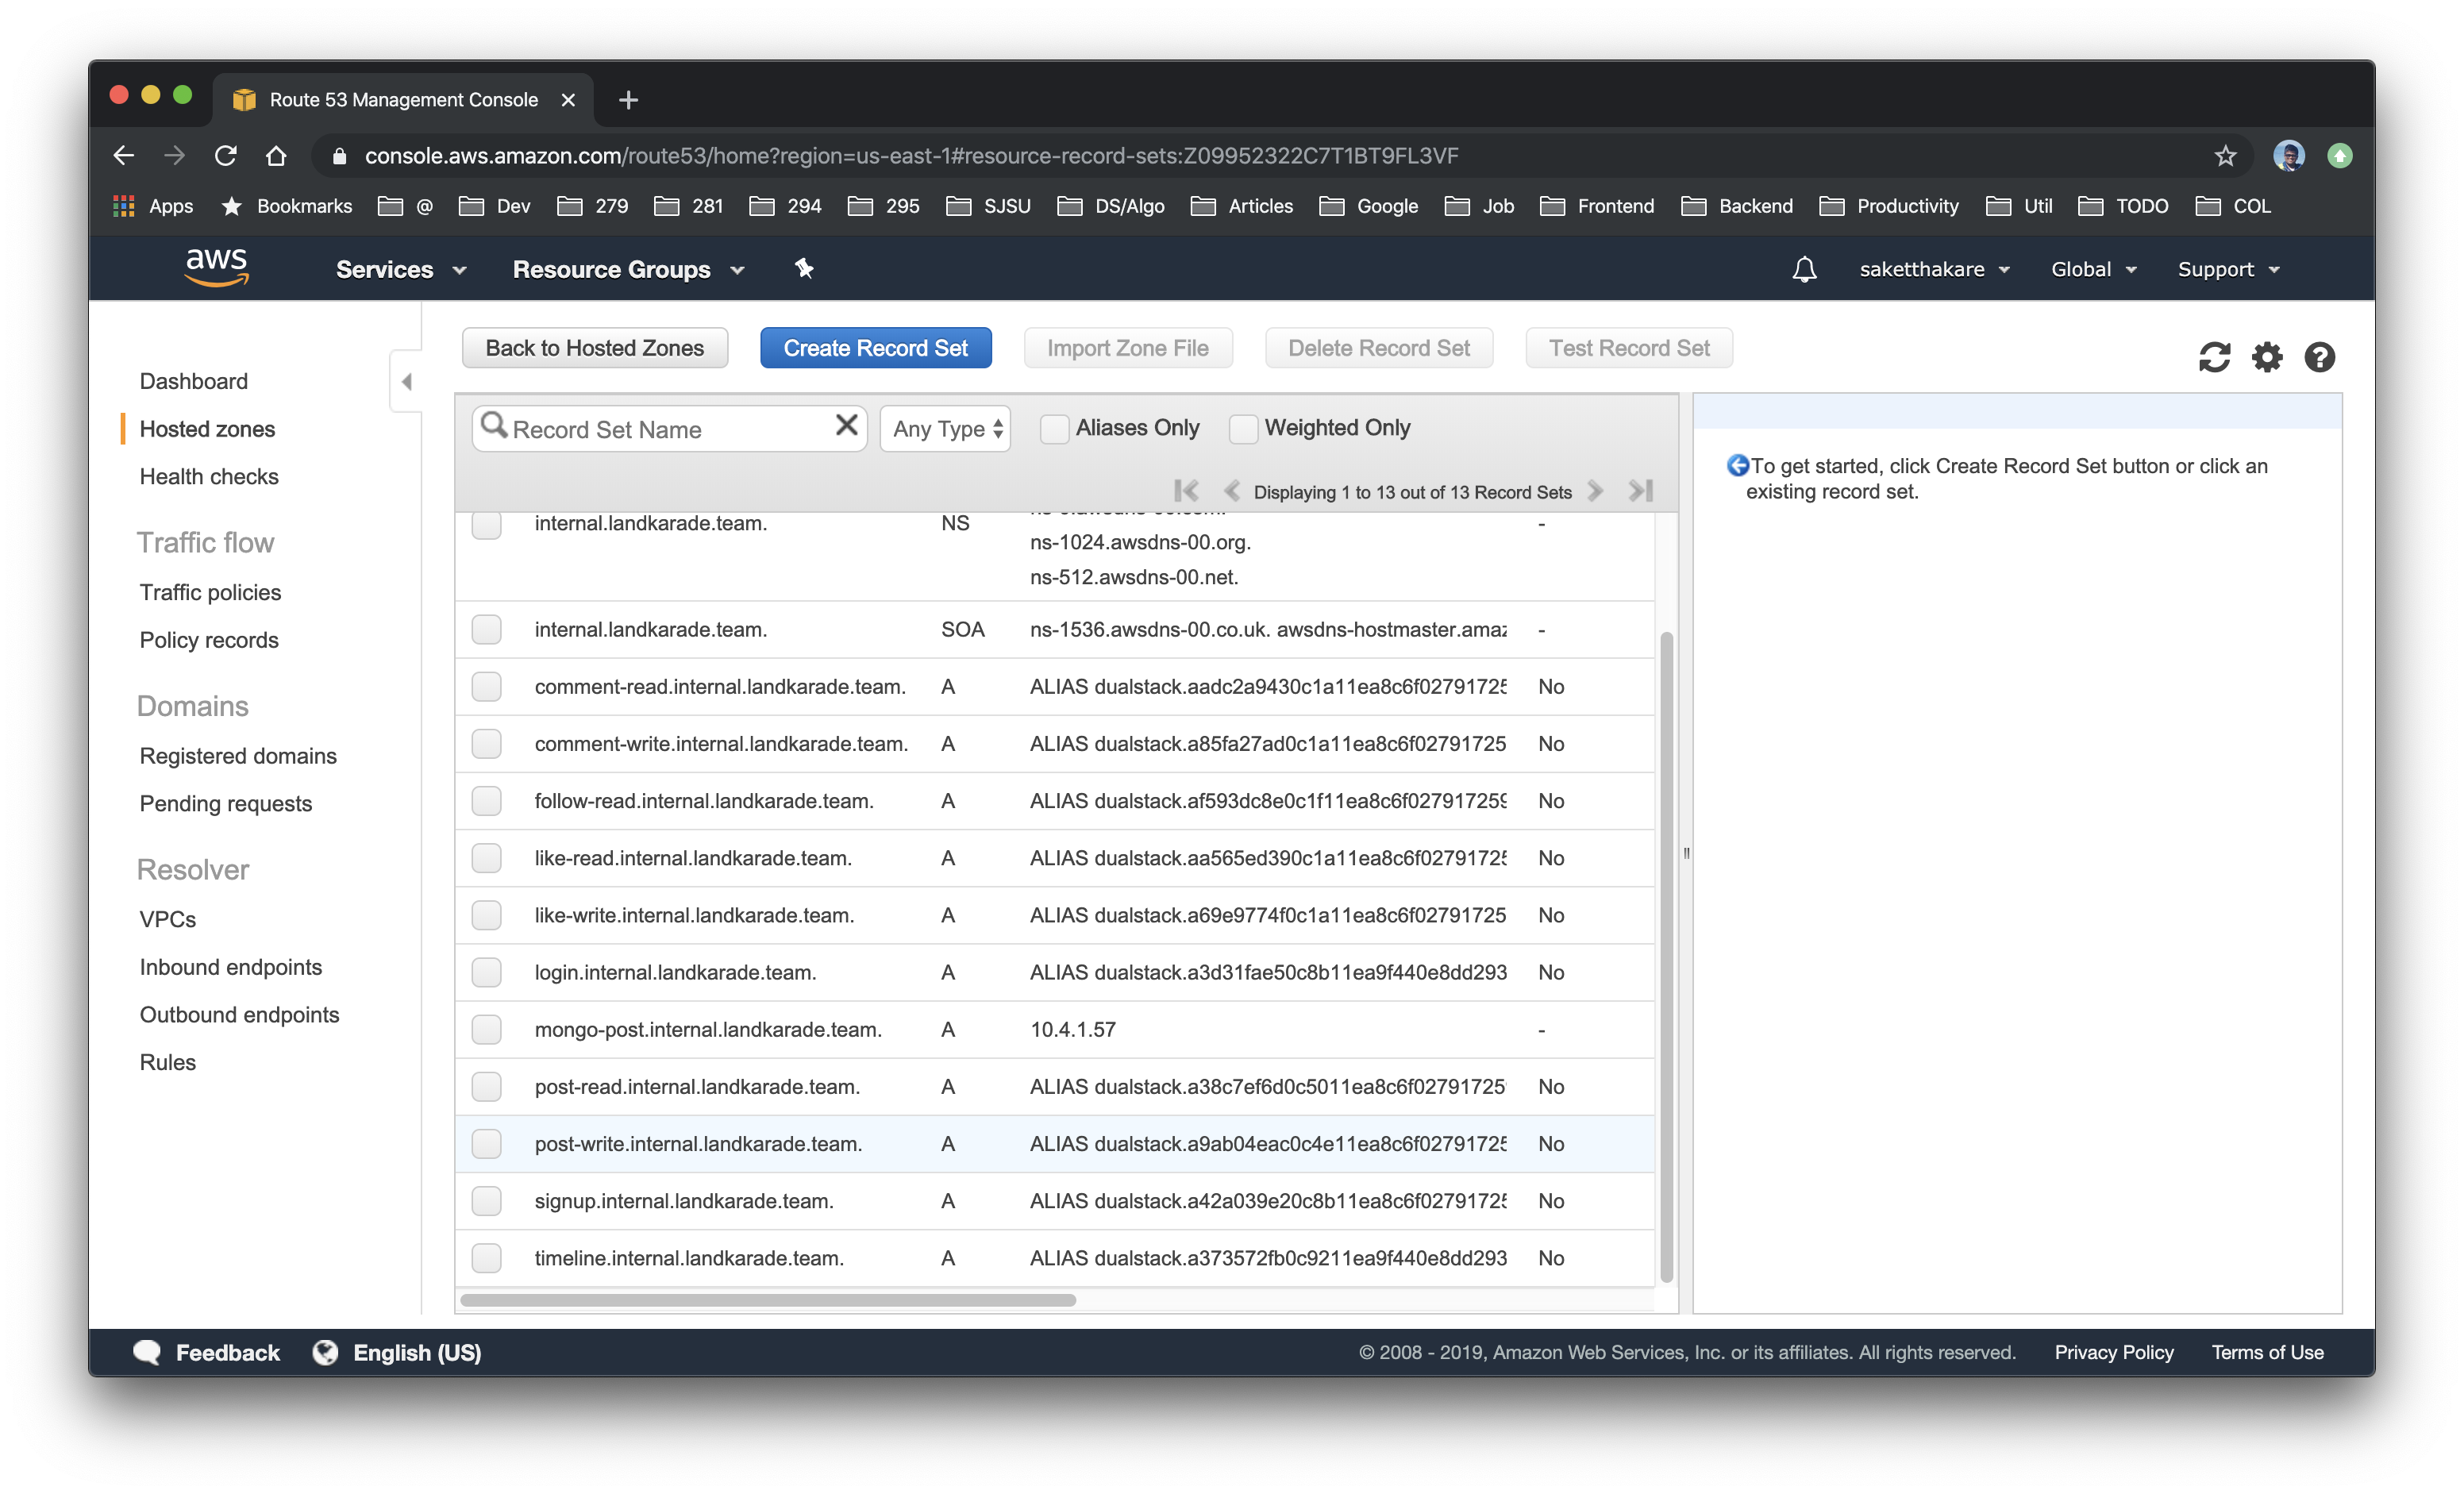 Route 53 Management Console
console.aws.amazon.com/route53/home?region=us-east-1#resource-record-sets:Z09952322C7T1BT9FL3VF
Apps Bookmarks @ Dev 279 281 294 295 SJSU DS/Algo Articles Google Job Frontend Backend Productivity Util TODO COL
aws Services Resource Groups saketthakare Global Support
Back to Hosted Zones Create Record Set Import Zone File Delete Record Set Test Record Set
Dashboard
Hosted zones
Health checks
Traffic flow
Traffic policies
Policy records
Domains
Registered domains
Pending requests
Resolver
VPCs
Inbound endpoints
Outbound endpoints
Rules
Record Set Name Any Type Aliases Only Weighted Only
Displaying 1 to 13 out of 13 Record Sets
internal.landkarade.team. NS -
ns-1024.awsdns-00.org.
ns-512.awsdns-00.net.
internal.landkarade.team. SOA ns-1536.awsdns-00.co.uk. awsdns-hostmaster.amaz -
comment-read.internal.landkarade.team. A ALIAS dualstack.aadc2a9430c1a11ea8c6f02791725 No
comment-write.internal.landkarade.team. A ALIAS dualstack.a85fa27ad0c1a11ea8c6f02791725 No
follow-read.internal.landkarade.team. A ALIAS dualstack.af593dc8e0c1f11ea8c6f027917259 No
like-read.internal.landkarade.team. A ALIAS dualstack.aa565ed390c1a11ea8c6f02791725 No
like-write.internal.landkarade.team. A ALIAS dualstack.a69e9774f0c1a11ea8c6f02791725 No
login.internal.landkarade.team. A ALIAS dualstack.a3d31fae50c8b11ea9f440e8dd293 No
mongo-post.internal.landkarade.team. A 10.4.1.57 -
post-read.internal.landkarade.team. A ALIAS dualstack.a38c7ef6d0c5011ea8c6f02791725 No
post-write.internal.landkarade.team. A ALIAS dualstack.a9ab04eac0c4e11ea8c6f02791725 No
signup.internal.landkarade.team. A ALIAS dualstack.a42a039e20c8b11ea8c6f02791725 No
timeline.internal.landkarade.team. A ALIAS dualstack.a373572fb0c9211ea9f440e8dd293 No
To get started, click Create Record Set button or click an
existing record set.
Feedback English (US) © 2008 - 2019, Amazon Web Services, Inc. or its affiliates. All rights reserved. Privacy Policy Terms of Use